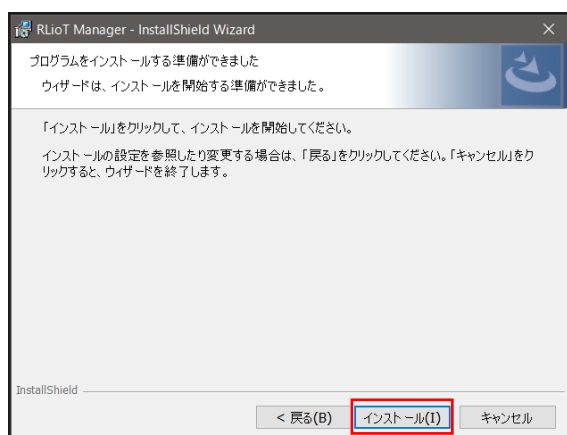 RLioT Manager - InstallShield Wizard
プログラムをインストールする準備ができました
ウィザードは、インストールを開始する準備ができました。
「インストール」をクリックして、インストールを開始してください。
インストールの設定を参照したり変更する場合は、「戻る」をクリックしてください。「キャンセル」をク
リックすると、ウィザードを終了します。
InstallShield
< 戻る(B)
インストール(I)
キャンセル